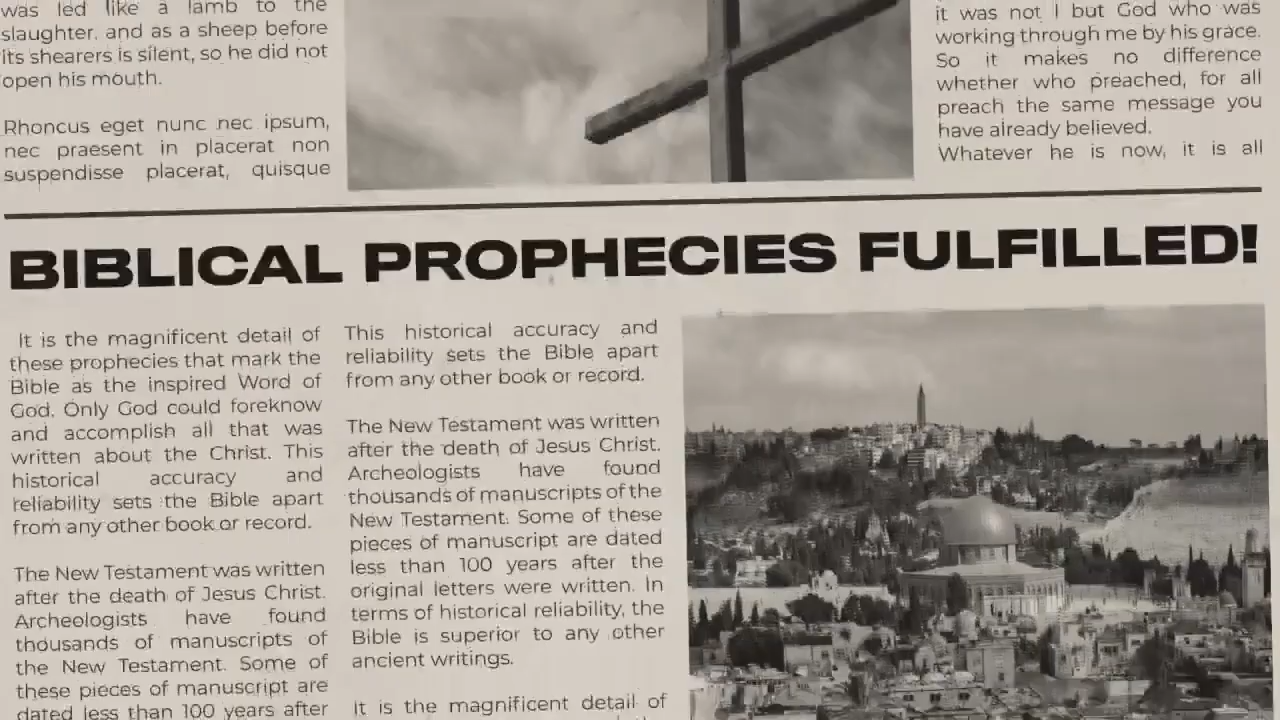 was led like a lamb to the
slaughter, and as a sheep before
its shearers is silent, so he did not
open his mouth.
Rhoncus eget nunc nec ipsum,
nec praesent in placerat non
suspendisse placerat, quisque
it was not I but God who was
working through me by his grace.
So it makes no difference
whether who preached, for all
preach the same message you
have already believed.
Whatever he is now, it is all
BIBLICAL PROPHECIES FULFILLED!
It is the magnificent detail of
these prophecies that mark the
Bible as the inspired Word of
God. Only God could foreknow
and accomplish all that was
written about the Christ. This
historical accuracy and
reliability sets the Bible apart
from any other book or record.
The New Testament was written
after the death of Jesus Christ.
Archeologists have found
thousands of manuscripts of
the New Testament. Some of
these pieces of manuscript are
dated less than 100 years after
This historical accuracy and
reliability sets the Bible apart
from any other book or record.
The New Testament was written
after the death of Jesus Christ.
Archeologists have found
thousands of manuscripts of the
New Testament. Some of these
pieces of manuscript are dated
less than 100 years after the
original letters were written. In
terms of historical reliability, the
Bible is superior to any other
ancient writings.
It is the magnificent detail of